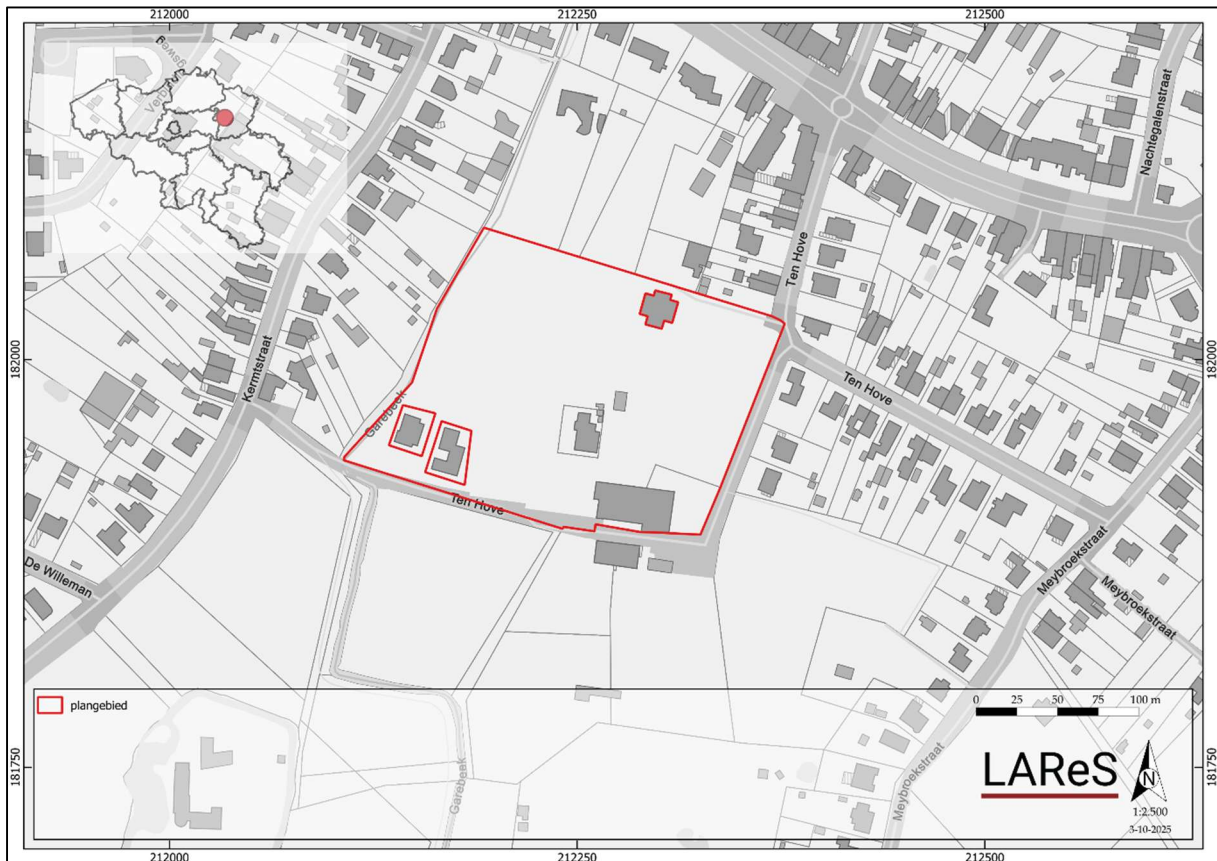 212000
212250
212500
Nachtegalenstraat
Ten Hove
182000
182000
Kermtstraat
Ten Hove
Garebeek
Ten Hove
De Willeman
Meybroekstraat
Meybroekstraat
plangebied
0 25 50 75 100 m
LAReS
N
1:2.500
3-10-2025
181750
181750
Garebeek
Meybroekstraat
212000
212250
212500